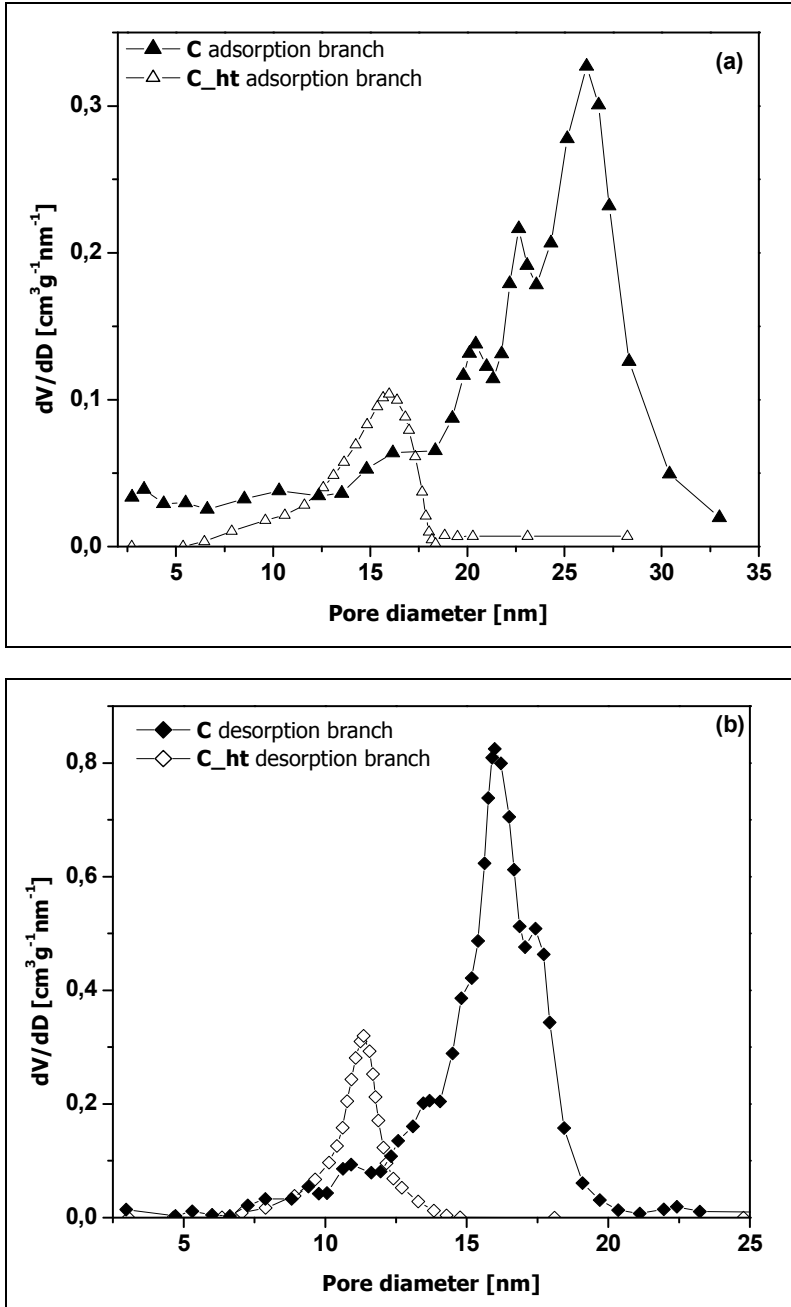 C adsorption branch
C_ht adsorption branch
(a)
0,3
0,2
0,1
0,0
dV/dD [cm³g⁻¹nm⁻¹]
5 10 15 20 25 30 35
Pore diameter [nm]
C desorption branch
C_ht desorption branch
(b)
0,8
0,6
0,4
0,2
0,0
dV/dD [cm³g⁻¹nm⁻¹]
5 10 15 20 25
Pore diameter [nm]